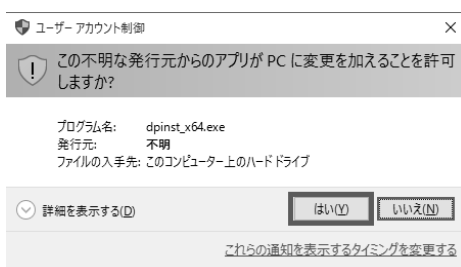 ユーザー アカウント制御
この不明な発行元からのアプリが PC に変更を加えることを許可
しますか?
プログラム名: dpinst_x64.exe
発行元: 不明
ファイルの入手先: このコンピューター上のハード ドライブ
詳細を表示する(D)
はい(Y) いいえ(N)
これらの通知を表示するタイミングを変更する